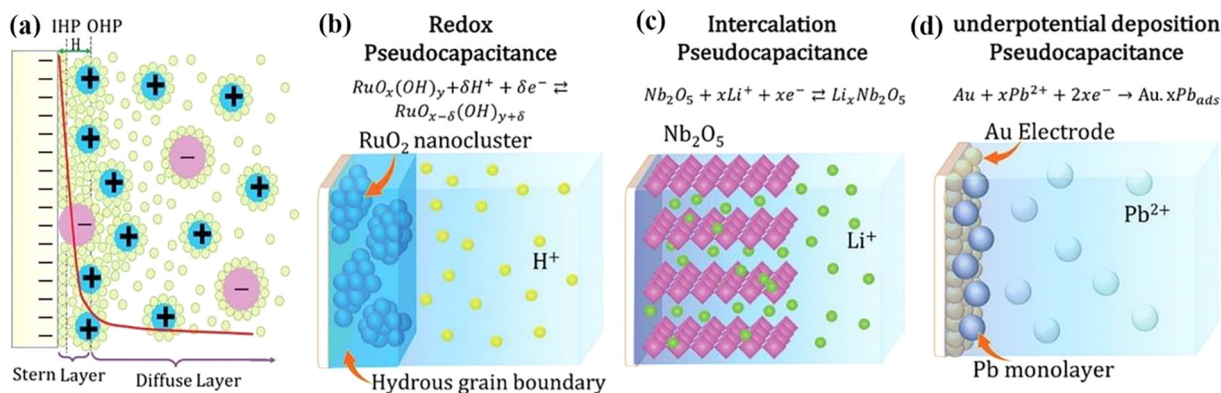 (a)
IHP OHP
H
Stern Layer
Diffuse Layer
(b)
Redox
Pseudocapacitance
RuOₓ(OH)ᵧ+δH⁺ + δe⁻ ⇌
RuOₓ₋δ(OH)ᵧ₊δ
RuO₂ nanocluster
H⁺
Hydrous grain boundary
(c)
Intercalation
Pseudocapacitance
Nb₂O₅ + xLi⁺ + xe⁻ ⇌ LiₓNb₂O₅
Nb₂O₅
Li⁺
(d)
underpotential deposition
Pseudocapacitance
Au + xPb²⁺ + 2xe⁻ → Au.xPb_ads
Au Electrode
Pb²⁺
Pb monolayer